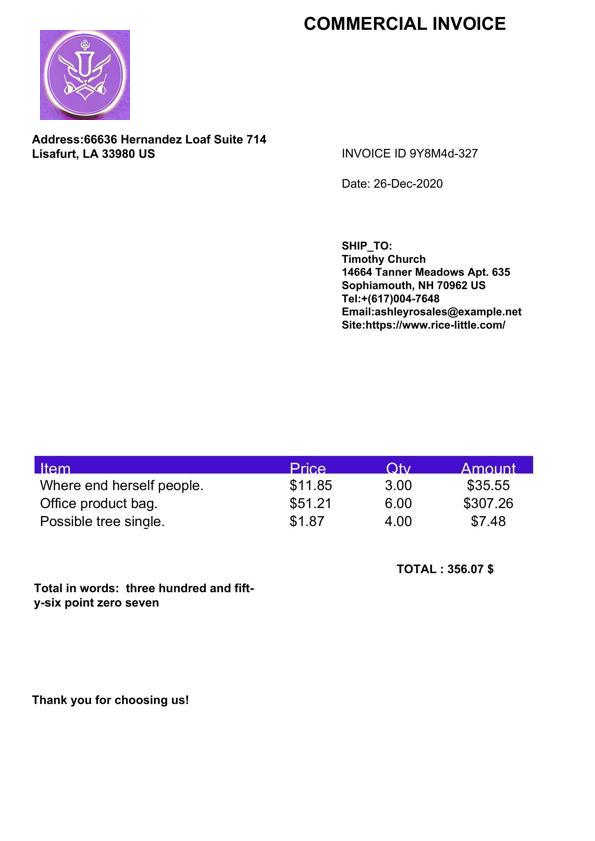 COMMERCIAL INVOICE
U
Address:66636 Hernandez Loaf Suite 714
Lisafurt, LA 33980 US
INVOICE ID 9Y8M4d-327
Date: 26-Dec-2020
SHIP_TO:
Timothy Church
14664 Tanner Meadows Apt. 635
Sophiamouth, NH 70962 US
Tel:+(617)004-7648
Email:ashleyrosales@example.net
Site:https://www.rice-little.com/
Item Price Qty Amount
Where end herself people. $11.85 3.00 $35.55
Office product bag. $51.21 6.00 $307.26
Possible tree single. $1.87 4.00 $7.48
TOTAL : 356.07 $
Total in words: three hundred and fift-
y-six point zero seven
Thank you for choosing us!